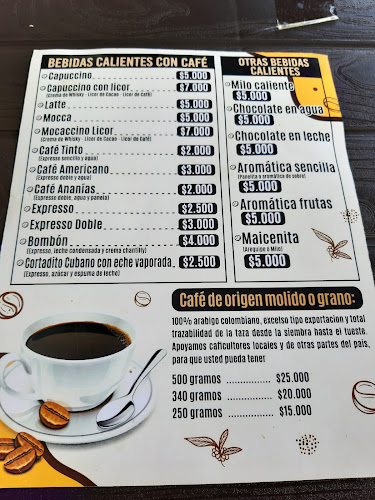 BEBIDAS CALIENTES CON CAFÉ
Capuccino $5.000
Capuccino con licor $7.000
(Crema de Whisky - Licor de Cacao - Licor de Café)
Latte $5.000
Mocca $5.000
Mocaccino Licor $7.000
(Crema de Whisky - Licor de Cacao - Licor de Café)
Café Tinto $2.000
(Expresso sencilla y agua)
Café Americano $3.000
(Expresso doble y agua)
Café Ananías $2.000
(Expresso doble, agua y panela)
Expresso $2.500
Expresso Doble $3.000
Bombón $4.000
(Expresso, leche condensada y crema chantilly)
Cortadito Cubano con eche vaporada. $2.500
(Expresso, azúcar y espuma de leche)
OTRAS BEBIDAS
CALIENTES
Milo caliente
$5.000
Chocolate en agua
$5.000
Chocolate en leche
$5.000
Aromática sencilla
(Panelita o aromática de sobre)
$5.000
Aromática frutas
$5.000
Maicenita
(Arequipe o Milo)
$5.000
Café de origen molido o grano:
100% arabigo colombiano, excelso tipo exportacion y total
trazabilidad de la taza desde la siembra hasta el tueste.
Apoyamos caficultores locales y de otras partes del pais,
para que usted pueda tener
500 gramos ................ $25.000
340 gramos ................ $20.000
250 gramos ................ $15.000